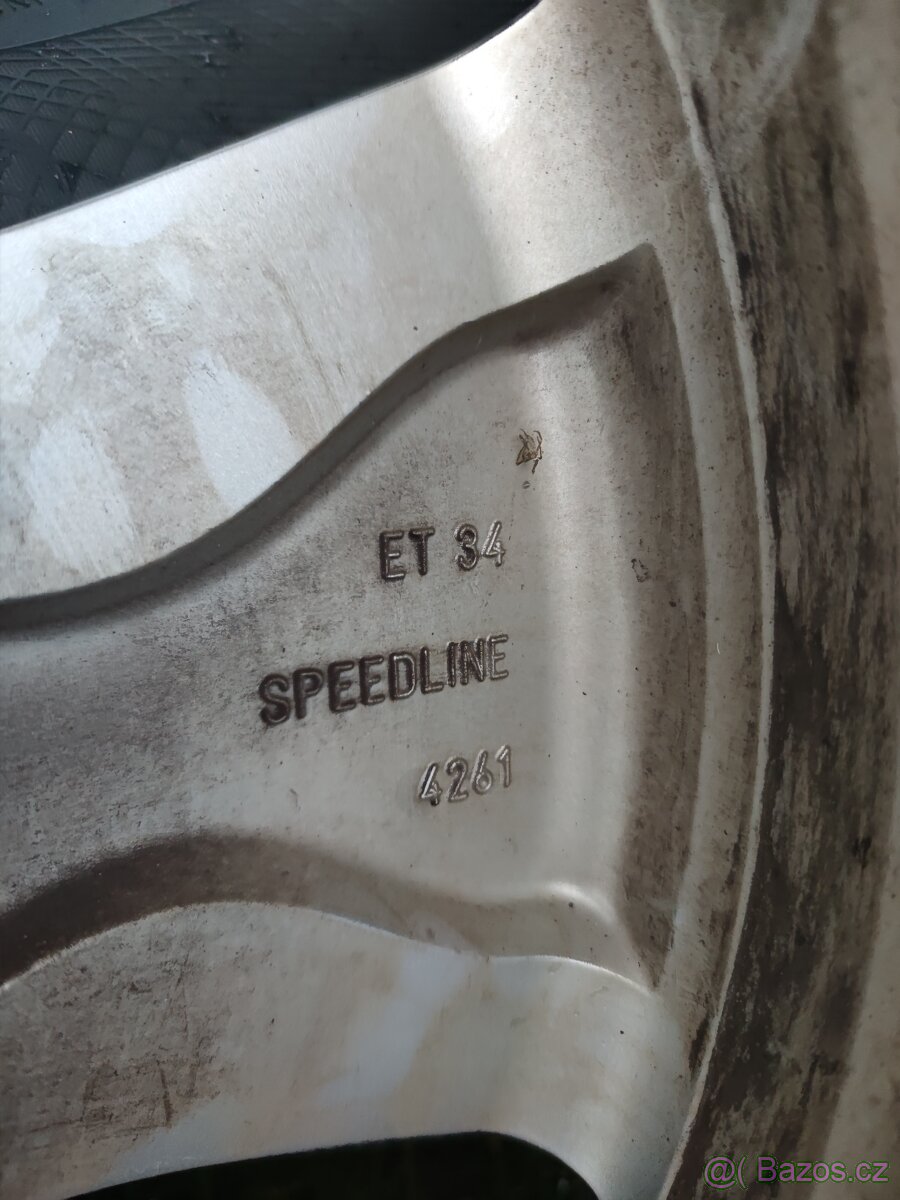 ET 34
SPEEDLINE
4261
@( Bazos.cz